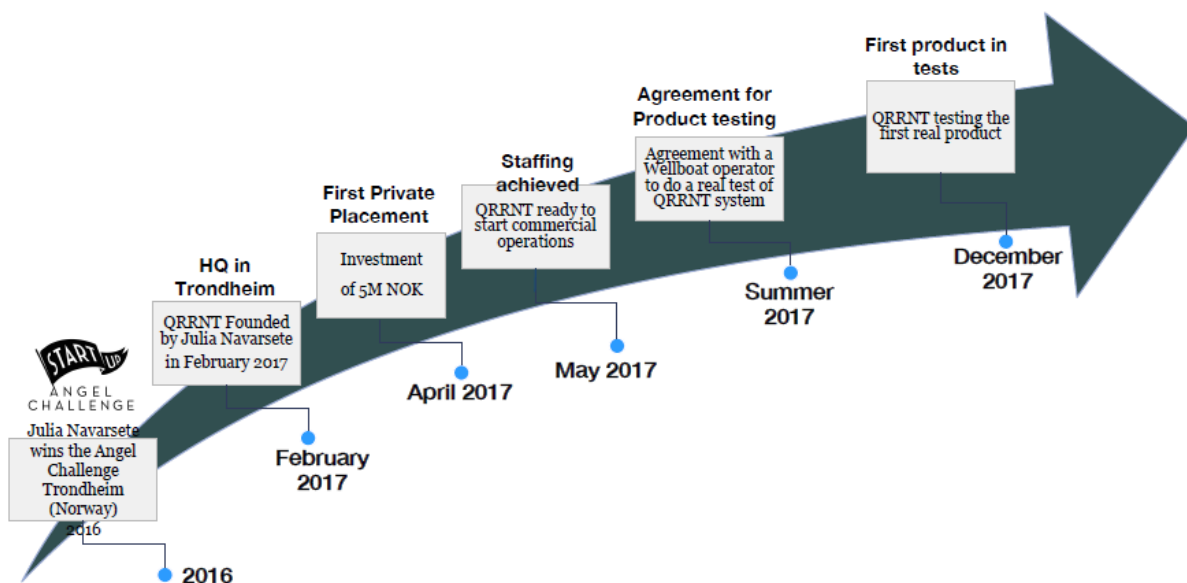 START UP
ANGEL
CHALLENGE
Julia Navarsete
wins the Angel
Challenge
Trondheim
(Norway)
2016
2016
HQ in
Trondheim
QRRNT Founded
by Julia Navarsete
in February 2017
February
2017
First Private
Placement
Investment
of 5M NOK
April 2017
Staffing
achieved
QRRNT ready to
start commercial
operations
May 2017
Agreement for
Product testing
Agreement with a
Wellboat operator
to do a real test of
QRRNT system
Summer
2017
First product in
tests
QRRNT testing the
first real product
December
2017